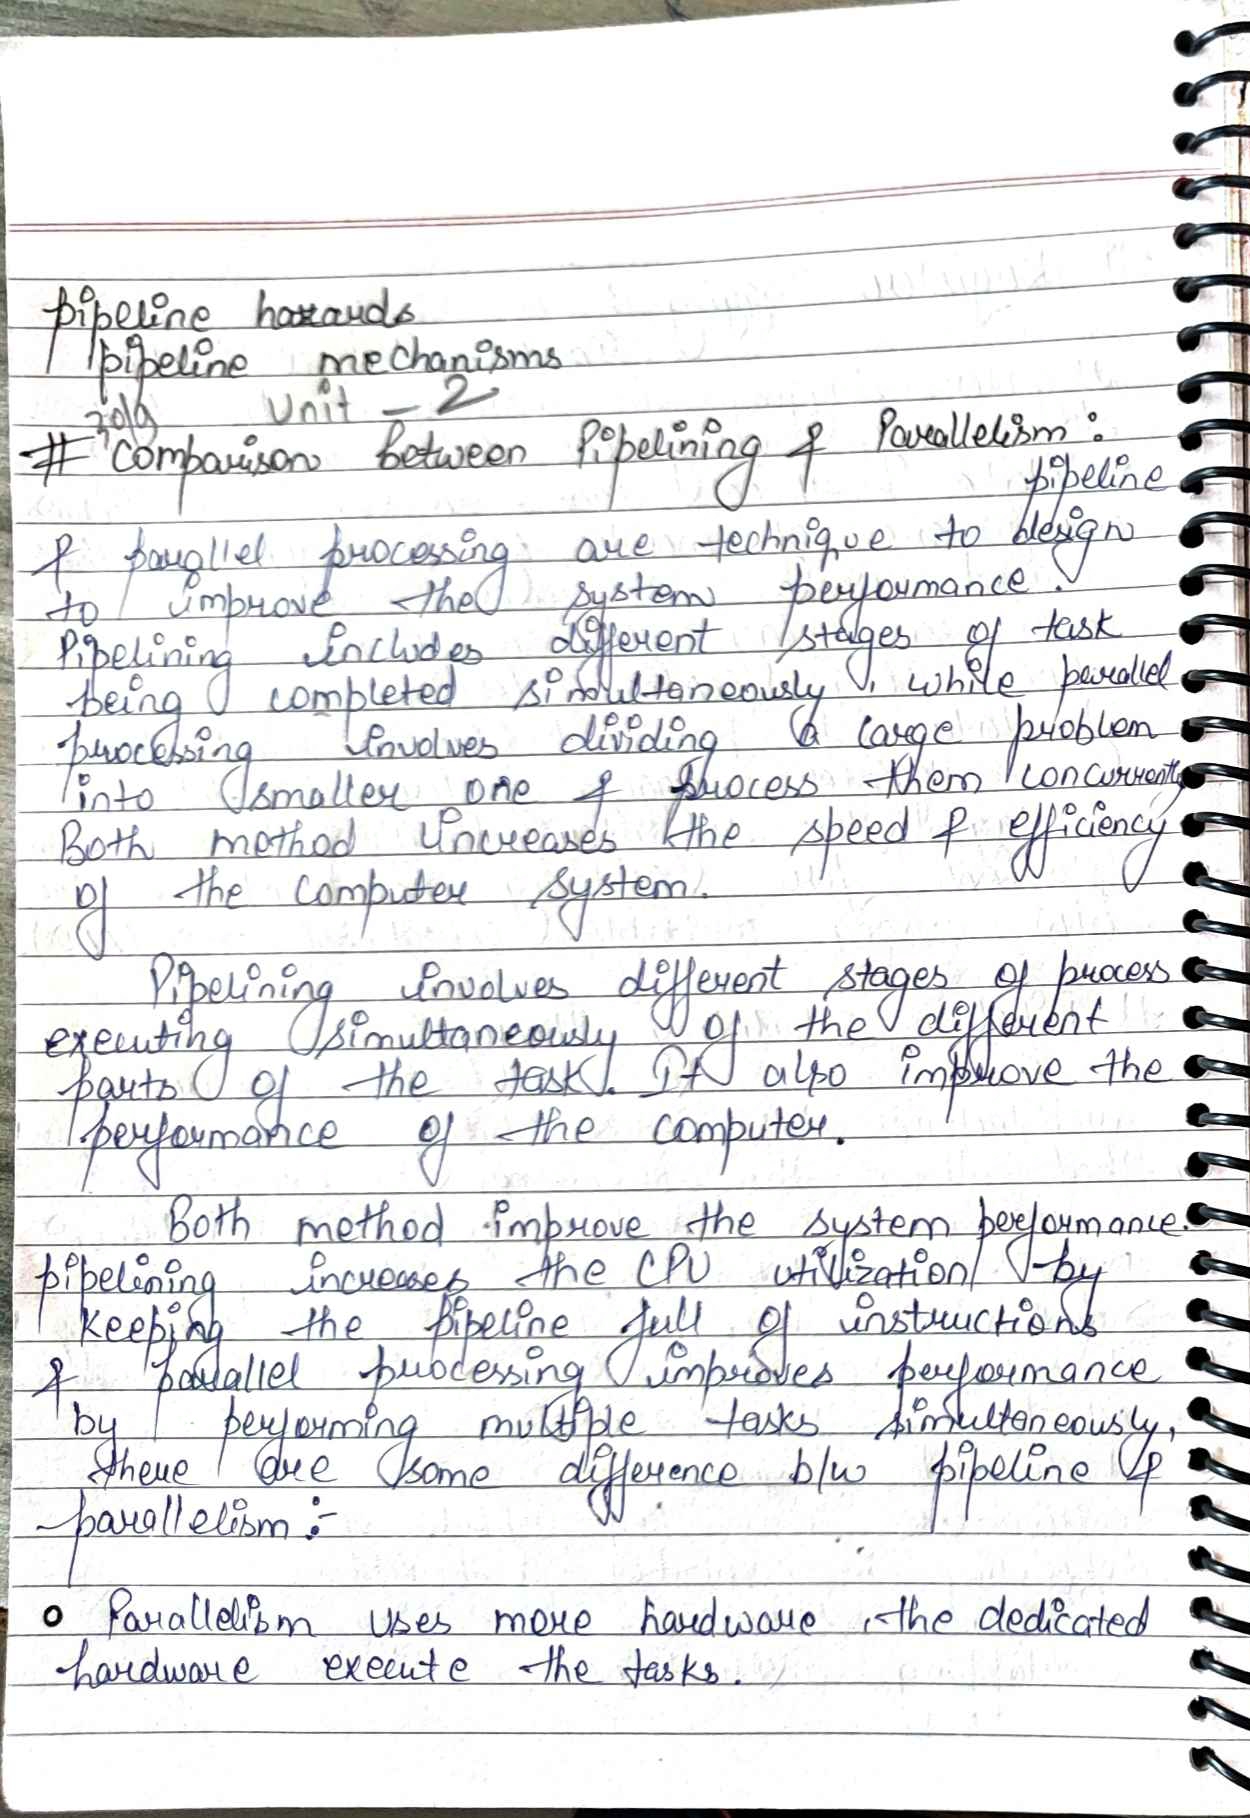 pipeline hazards
pipeline mechanisms
Unit - 2
# Comparison between Pipelining & Parallelism:
pipeline
& parallel processing are technique to design
to improve the system performance.
Pipelining includes different stages of task
being completed simultaneously, while parallel
processing involves dividing a large problem
into smaller one & process them concurrently
Both method increases the speed & efficiency
of the computer system.
Pipelining involves different stages of process
executing simultaneously of the different
parts of the task. It also improve the
performance of the computer.
Both method improve the system performance.
pipelining increases the CPU utilization by
keeping the pipeline full of instructions
& parallel processing improves performance
by performing multiple tasks simultaneously,
there are some difference b/w pipeline &
parallelism :-
o Parallelism uses more hardware, the dedicated
hardware execute the tasks.